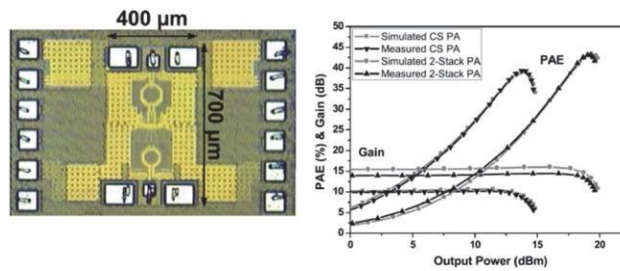 400 µm
700 µm
Simulated CS PA
Measured CS PA
Simulated 2-Stack PA
Measured 2-Stack PA
PAE
Gain
PAE (%) & Gain (dB)
50
45
40
35
30
25
20
15
10
5
0
0 5 10 15 20
Output Power (dBm)